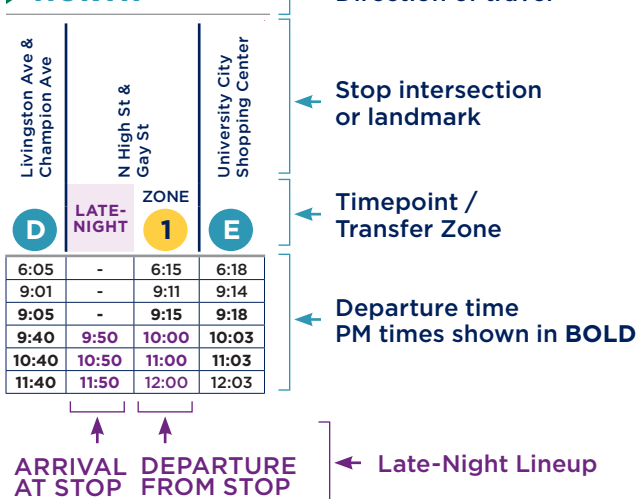 Livingston Ave &
Champion Ave
N High St &
Gay St
University City
Shopping Center
Stop intersection
or landmark
D
LATE-
NIGHT
ZONE
1
E
Timepoint /
Transfer Zone
6:05 - 6:15 6:18
9:01 - 9:11 9:14
9:05 - 9:15 9:18
9:40 9:50 10:00 10:03
10:40 10:50 11:00 11:03
11:40 11:50 12:00 12:03
Departure time
PM times shown in BOLD
ARRIVAL
AT STOP
DEPARTURE
FROM STOP
Late-Night Lineup